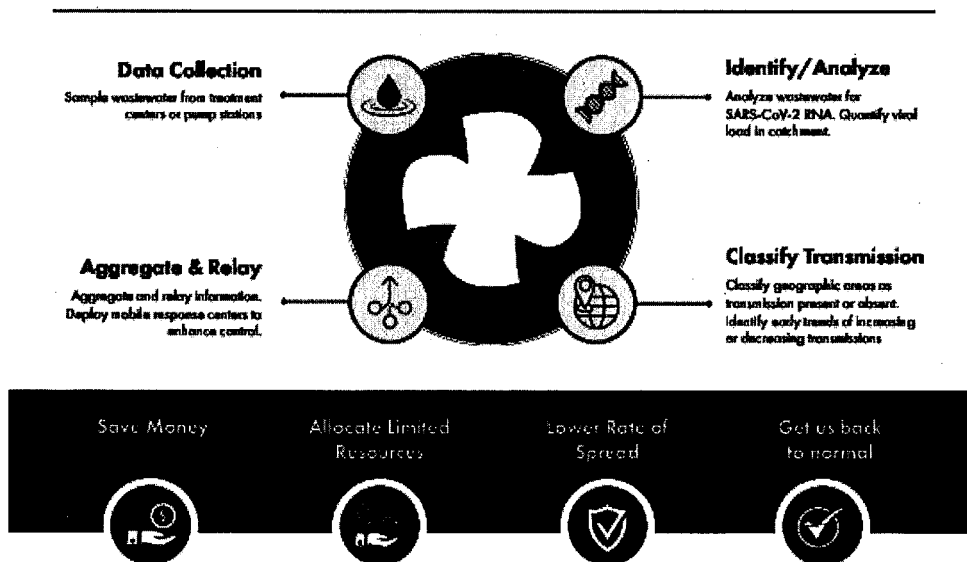 Data Collection
Sample wastewater from treatment
centers or pump stations
Identify/Analyze
Analyze wastewater for
SARS-CoV-2 RNA. Quantify viral
load in catchment.
Aggregate & Relay
Aggregate and relay information.
Deploy mobile response centers to
enhance control.
Classify Transmission
Classify geographic areas as
transmission present or absent.
Identify early trends of increasing
or decreasing transmissions
Save Money
Allocate Limited
Resources
Lower Rate of
Spread
Get us back
to normal
$